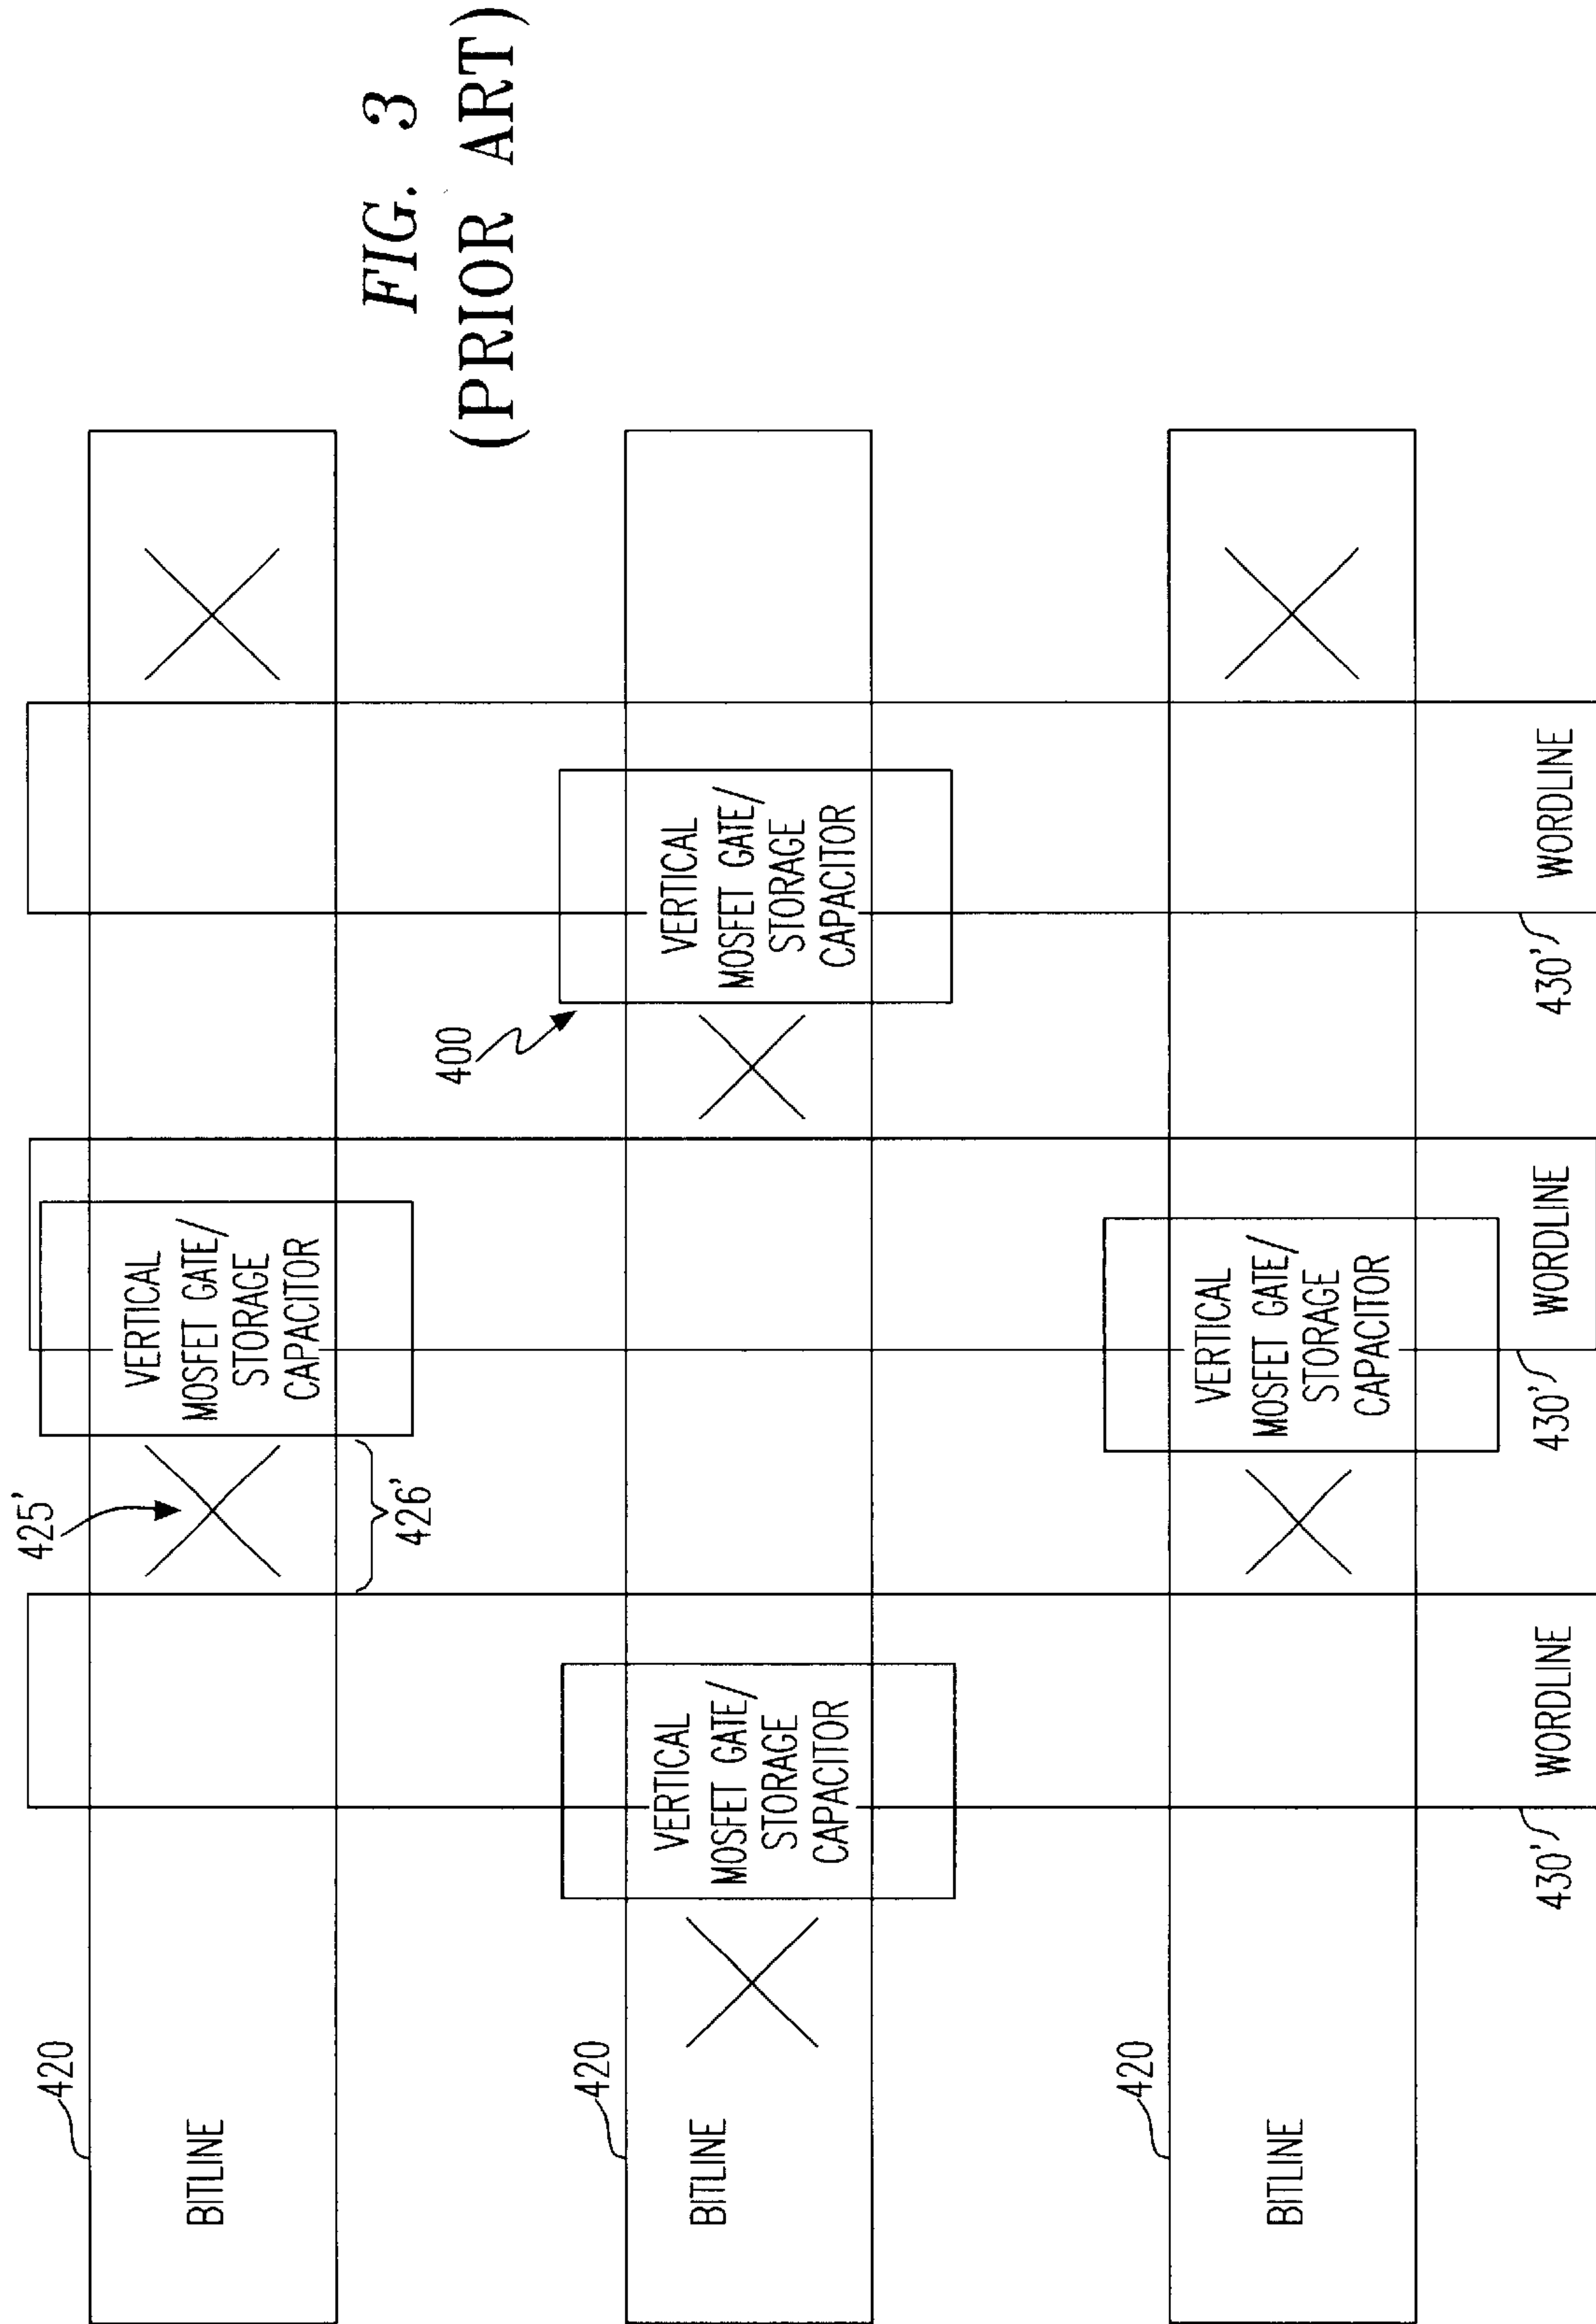 FIG. 3
(PRIOR ART)
420
BITLINE
425'
426'
VERTICAL
MOSFET GATE/
STORAGE
CAPACITOR
420
BITLINE
VERTICAL
MOSFET GATE/
STORAGE
CAPACITOR
400
VERTICAL
MOSFET GATE/
STORAGE
CAPACITOR
420
BITLINE
VERTICAL
MOSFET GATE/
STORAGE
CAPACITOR
430'
WORDLINE
430'
WORDLINE
430'
WORDLINE